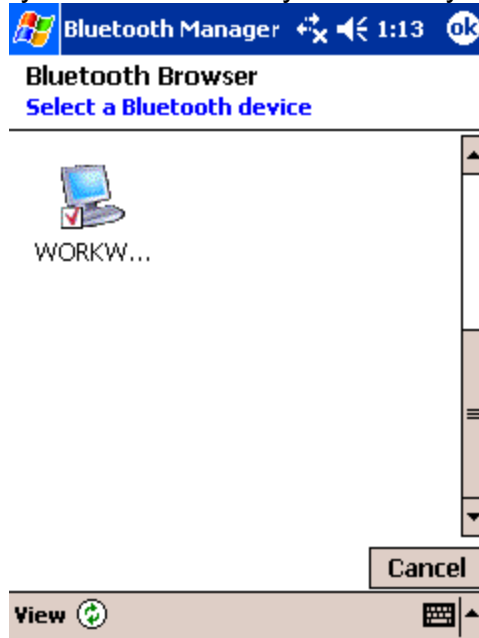 Bluetooth Manager 1:13 ok
Bluetooth Browser
Select a Bluetooth device
WORKW...
Cancel
View